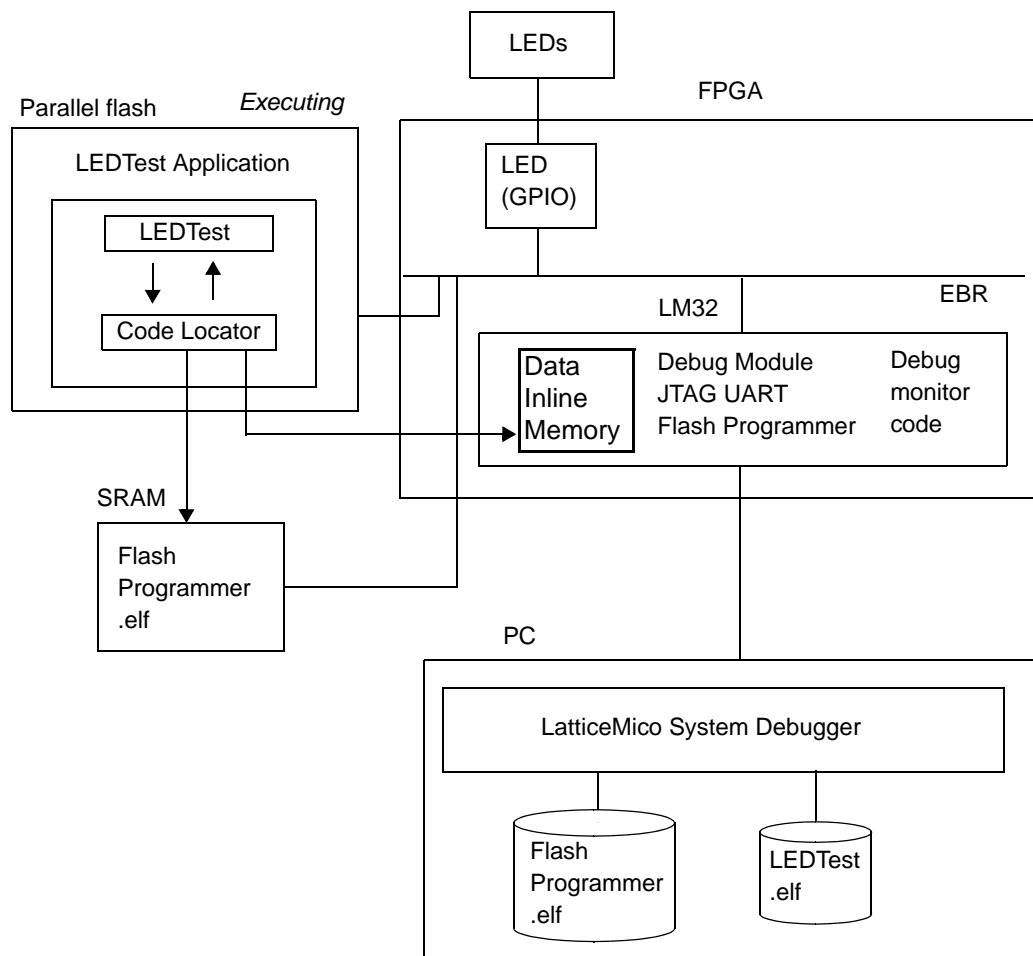 LEDs
FPGA
Parallel flash
Executing
LEDTest Application
LEDTest
Code Locator
LED
(GPIO)
EBR
LM32
Data
Inline
Memory
Debug Module
JTAG UART
Flash Programmer
Debug
monitor
code
SRAM
Flash
Programmer
.elf
PC
LatticeMico System Debugger
Flash
Programmer
.elf
LEDTest
.elf